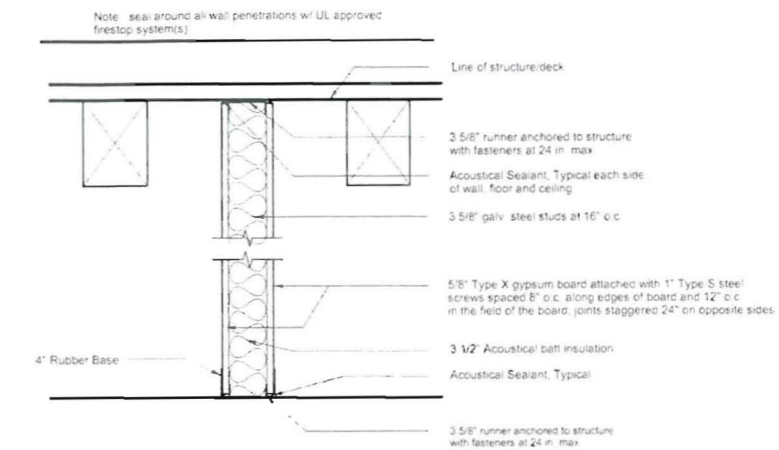 Note seal around all wall penetrations w/ UL approved
firestop system(s)
Line of structure/deck
3 5/8" runner anchored to structure
with fasteners at 24 in max
Acoustical Sealant, Typical each side
of wall, floor and ceiling
3 5/8" galv steel studs at 16" o c
5/8" Type X gypsum board attached with 1" Type S steel
screws spaced 8" o.c. along edges of board and 12" o.c
in the field of the board, joints staggered 24" on opposite sides
3 1/2" Acoustical batt insulation
4" Rubber Base
Acoustical Sealant, Typical
3 5/8" runner anchored to structure
with fasteners at 24 in max